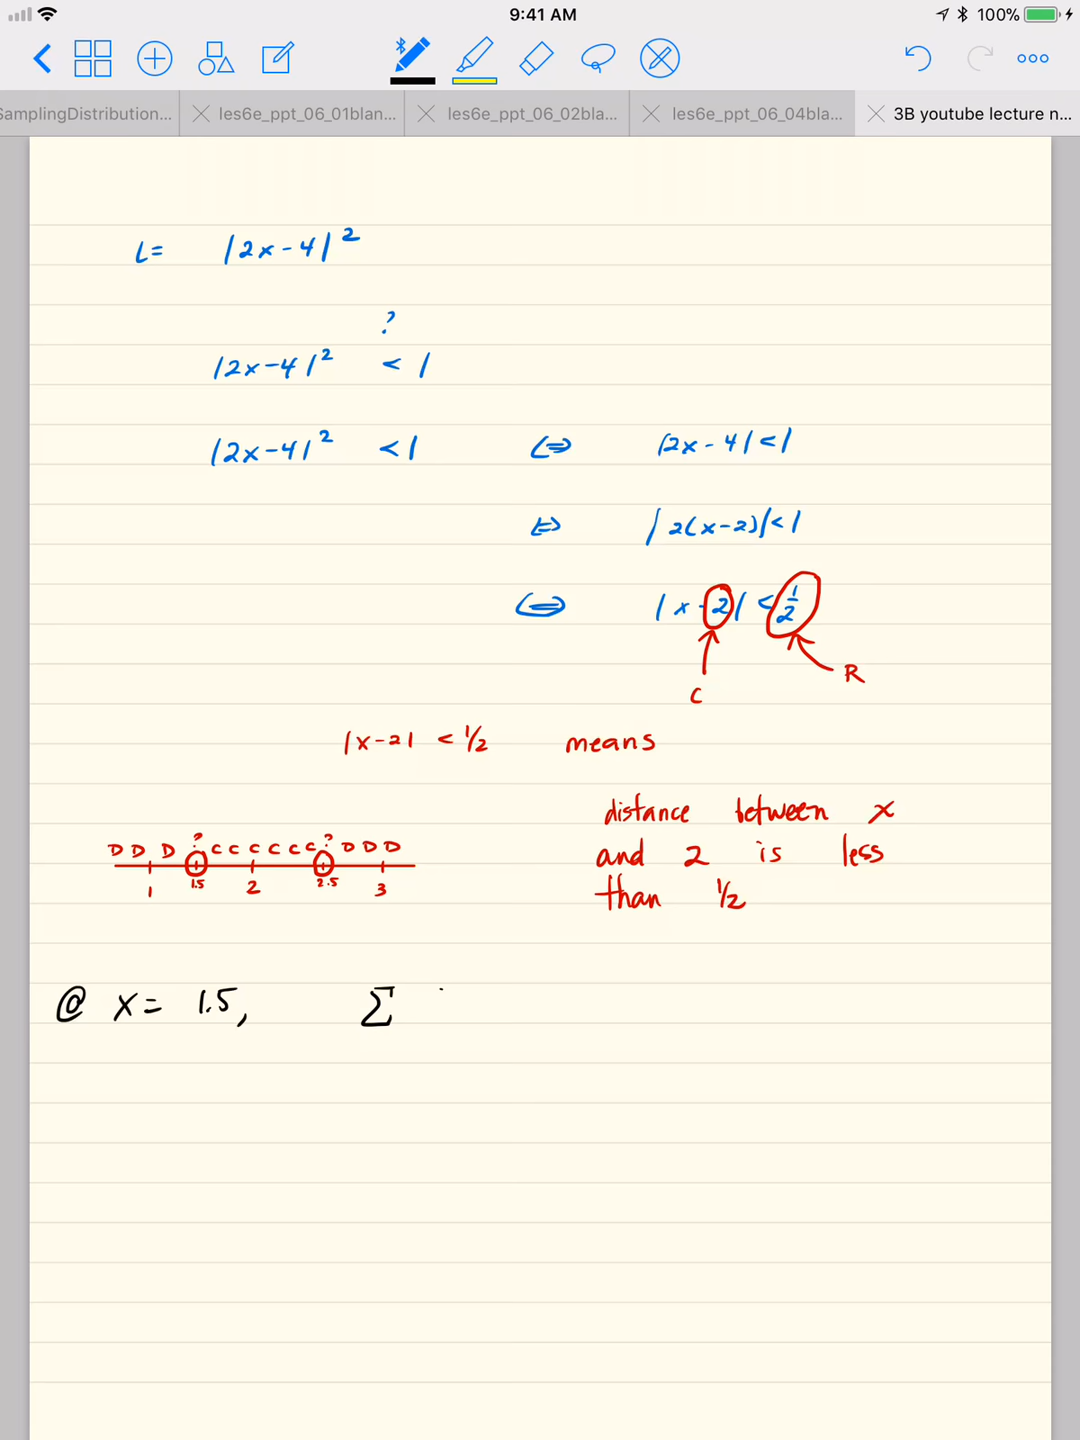 9:41 AM
100%
SamplingDistribution...
les6e_ppt_06_01blan...
les6e_ppt_06_02bla...
les6e_ppt_06_04bla...
3B youtube lecture n...
L= |2x-4|²
?
|2x-4|² < 1
|2x-4|² < 1 ⇔ |2x-4| < 1
⇔ |2(x-2)| < 1
⇔ |x-2| < 1/2
C
R
|x-2| < 1/2 means
distance between x
and 2 is less
than 1/2
D D D ? C C C C C C ? D D D
1 1.5 2 2.5 3
@ x= 1.5, Σ